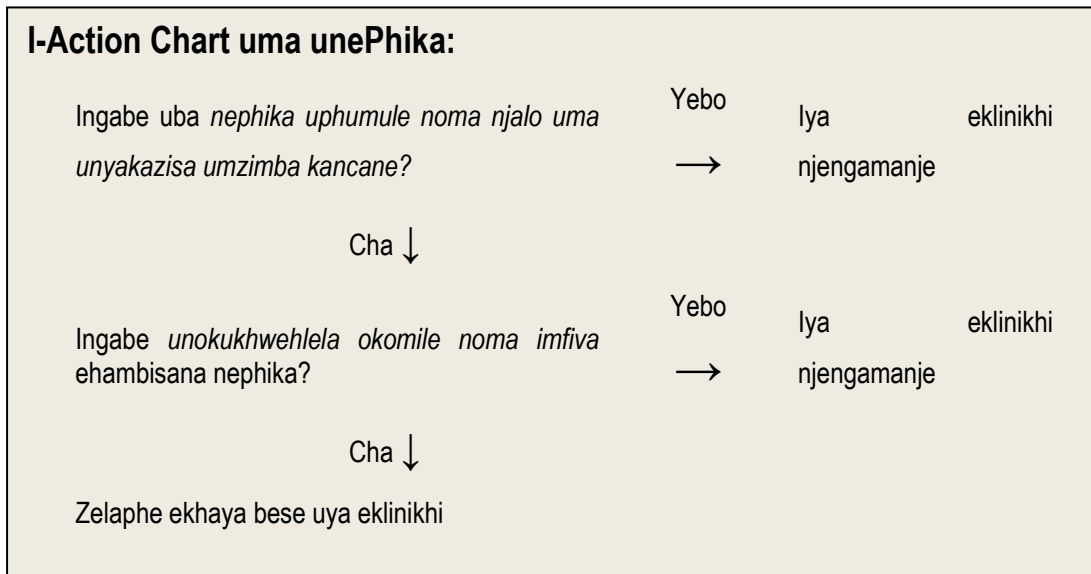 I-Action Chart uma unePhika:
Ingabe uba nephika uphumule noma njalo uma
unyakazisa umzimba kancane?
Yebo
→
Iya eklinikhi
njengamanje
Cha ↓
Ingabe unokukhwehlela okomile noma imfiva
ehambisana nephika?
Yebo
→
Iya eklinikhi
njengamanje
Cha ↓
Zelaphe ekhaya bese uya eklinikhi